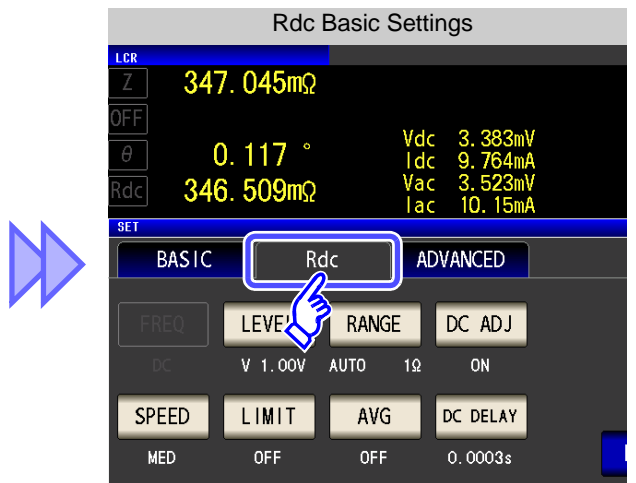 Rdc Basic Settings
LCR
Z 347.045mΩ
OFF
θ 0.117 °
Rdc 346.509mΩ
Vdc 3.383mV
Idc 9.764mA
Vac 3.523mV
Iac 10.15mA
SET
BASIC Rdc ADVANCED
FREQ LEVEL RANGE DC ADJ
DC V 1.00V AUTO 1Ω ON
SPEED LIMIT AVG DC DELAY
MED OFF OFF 0.0003s